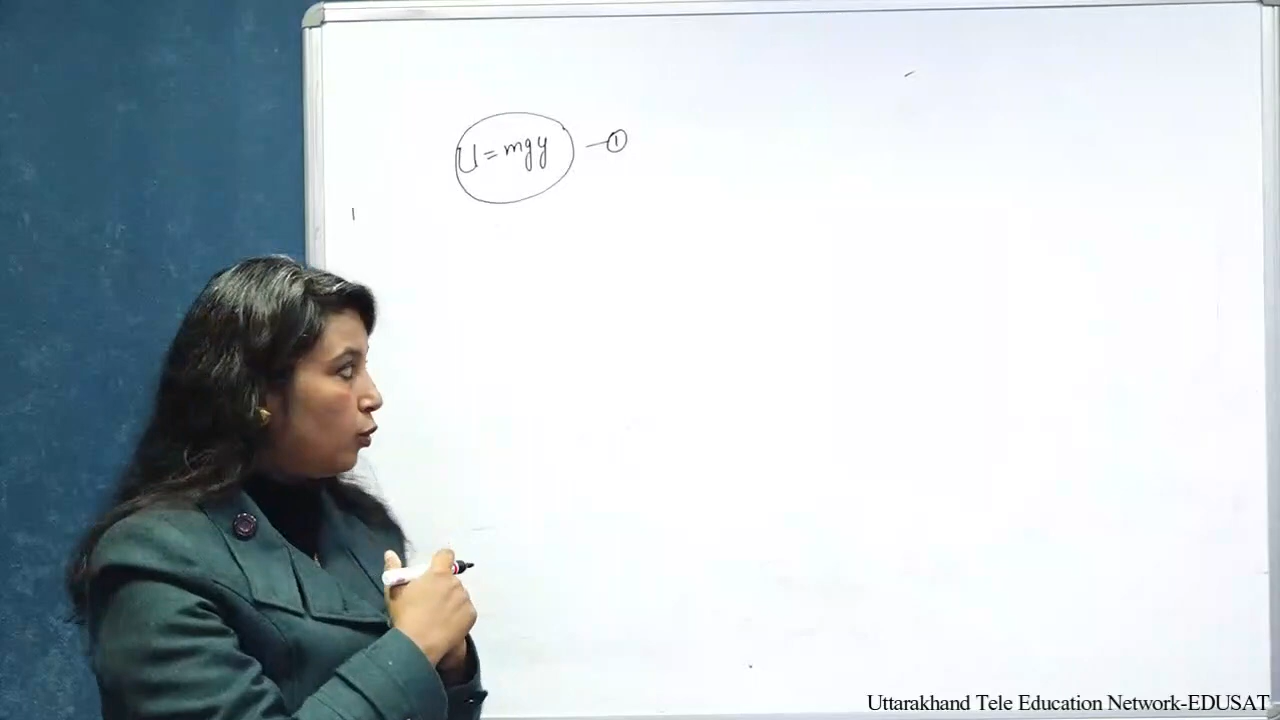 U = mgy —①
Uttarakhand Tele Education Network-EDUSAT